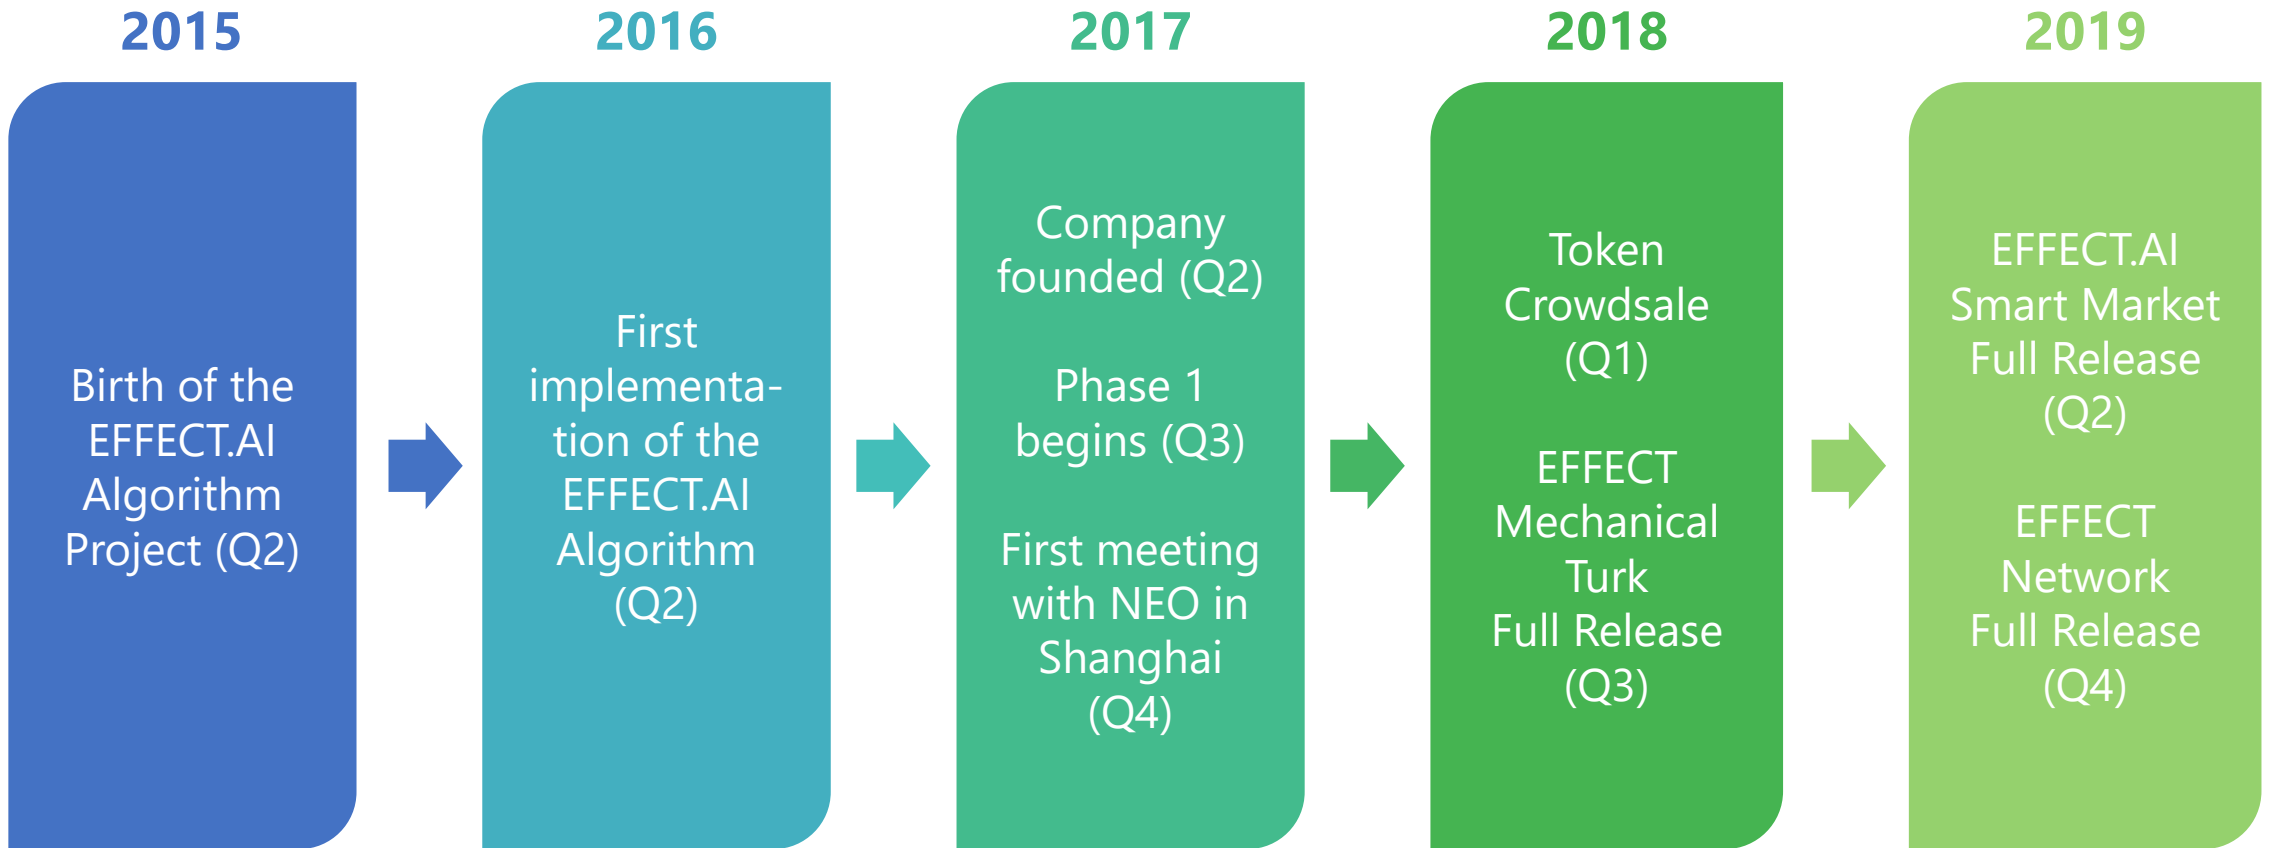 2015
Birth of the
EFFECT.AI
Algorithm
Project (Q2)
2016
First
implementa-
tion of the
EFFECT.AI
Algorithm
(Q2)
2017
Company
founded (Q2)
Phase 1
begins (Q3)
First meeting
with NEO in
Shanghai
(Q4)
2018
Token
Crowdsale
(Q1)
EFFECT
Mechanical
Turk
Full Release
(Q3)
2019
EFFECT.AI
Smart Market
Full Release
(Q2)
EFFECT
Network
Full Release
(Q4)